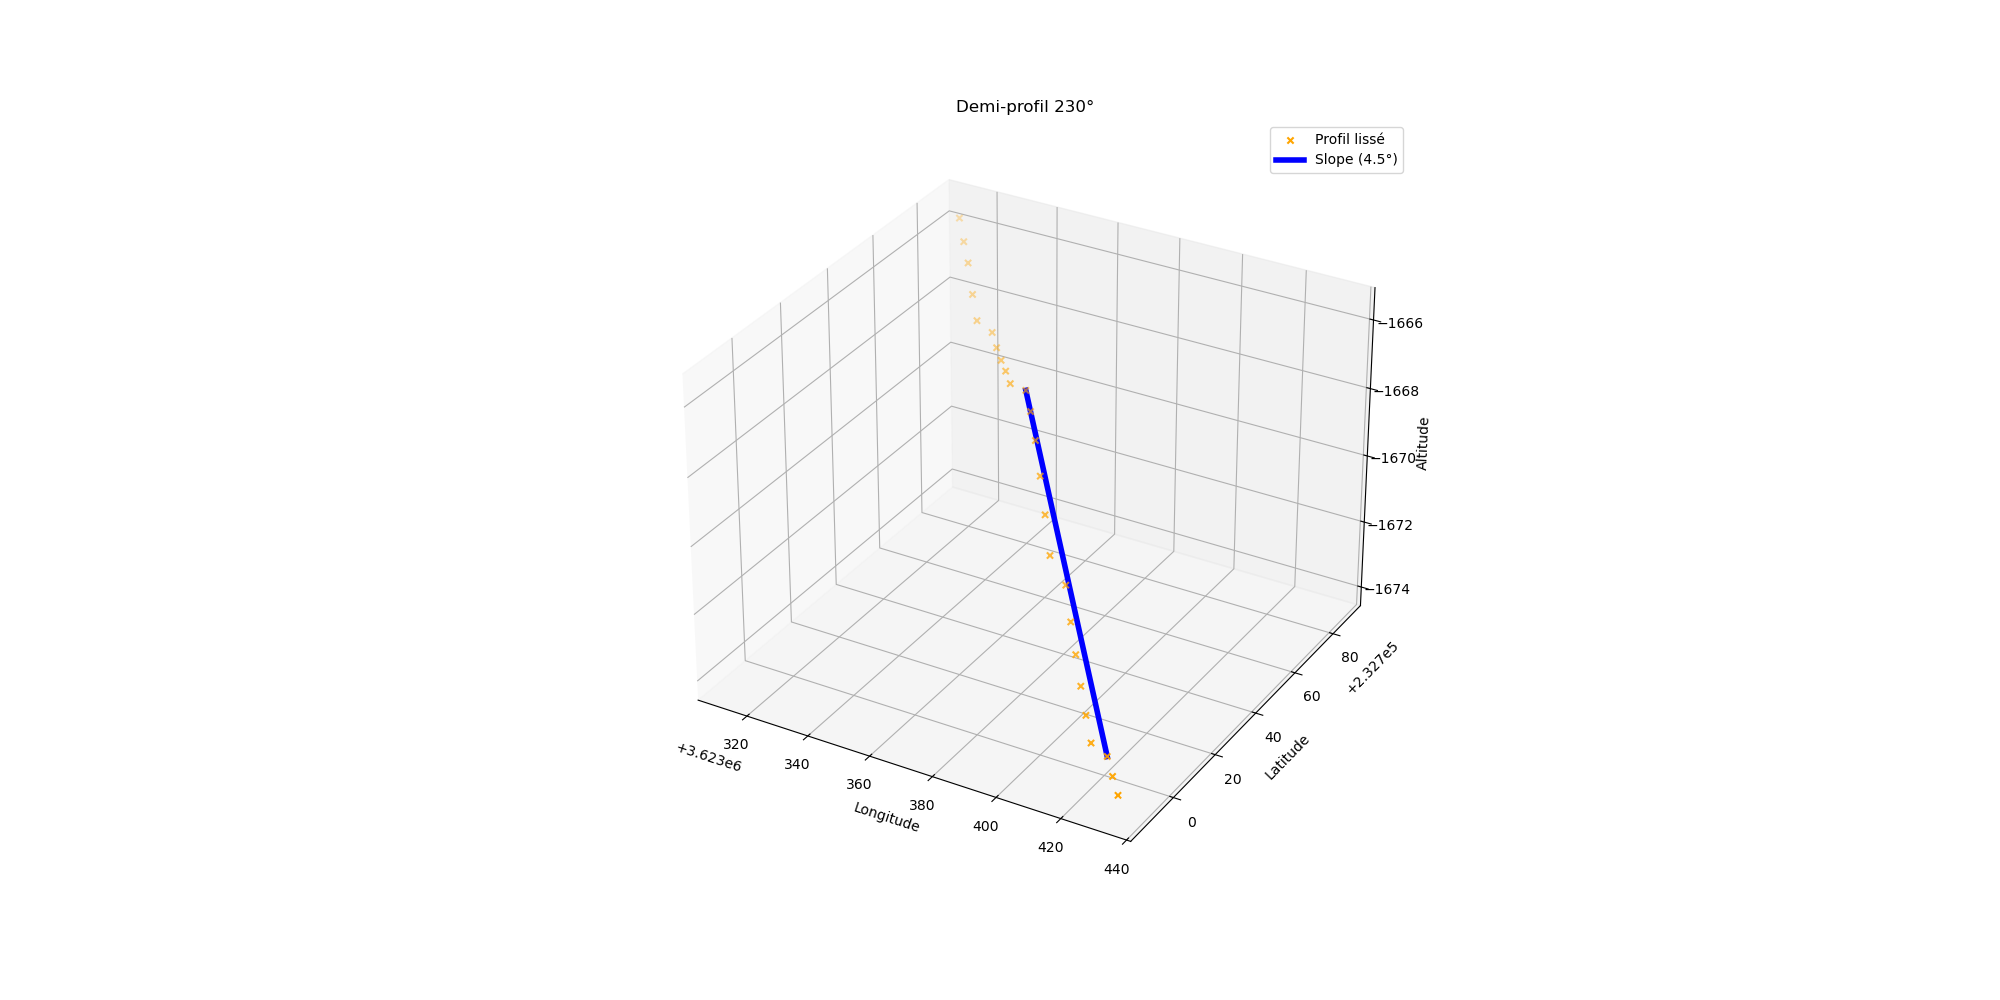 Demi-profil 230°
Profil lissé
Slope (4.5°)
−1666
−1668
−1670
−1672
−1674
Altitude
80
60
40
20
0
+2.327e5
Latitude
320
340
360
380
400
420
440
+3.623e6
Longitude